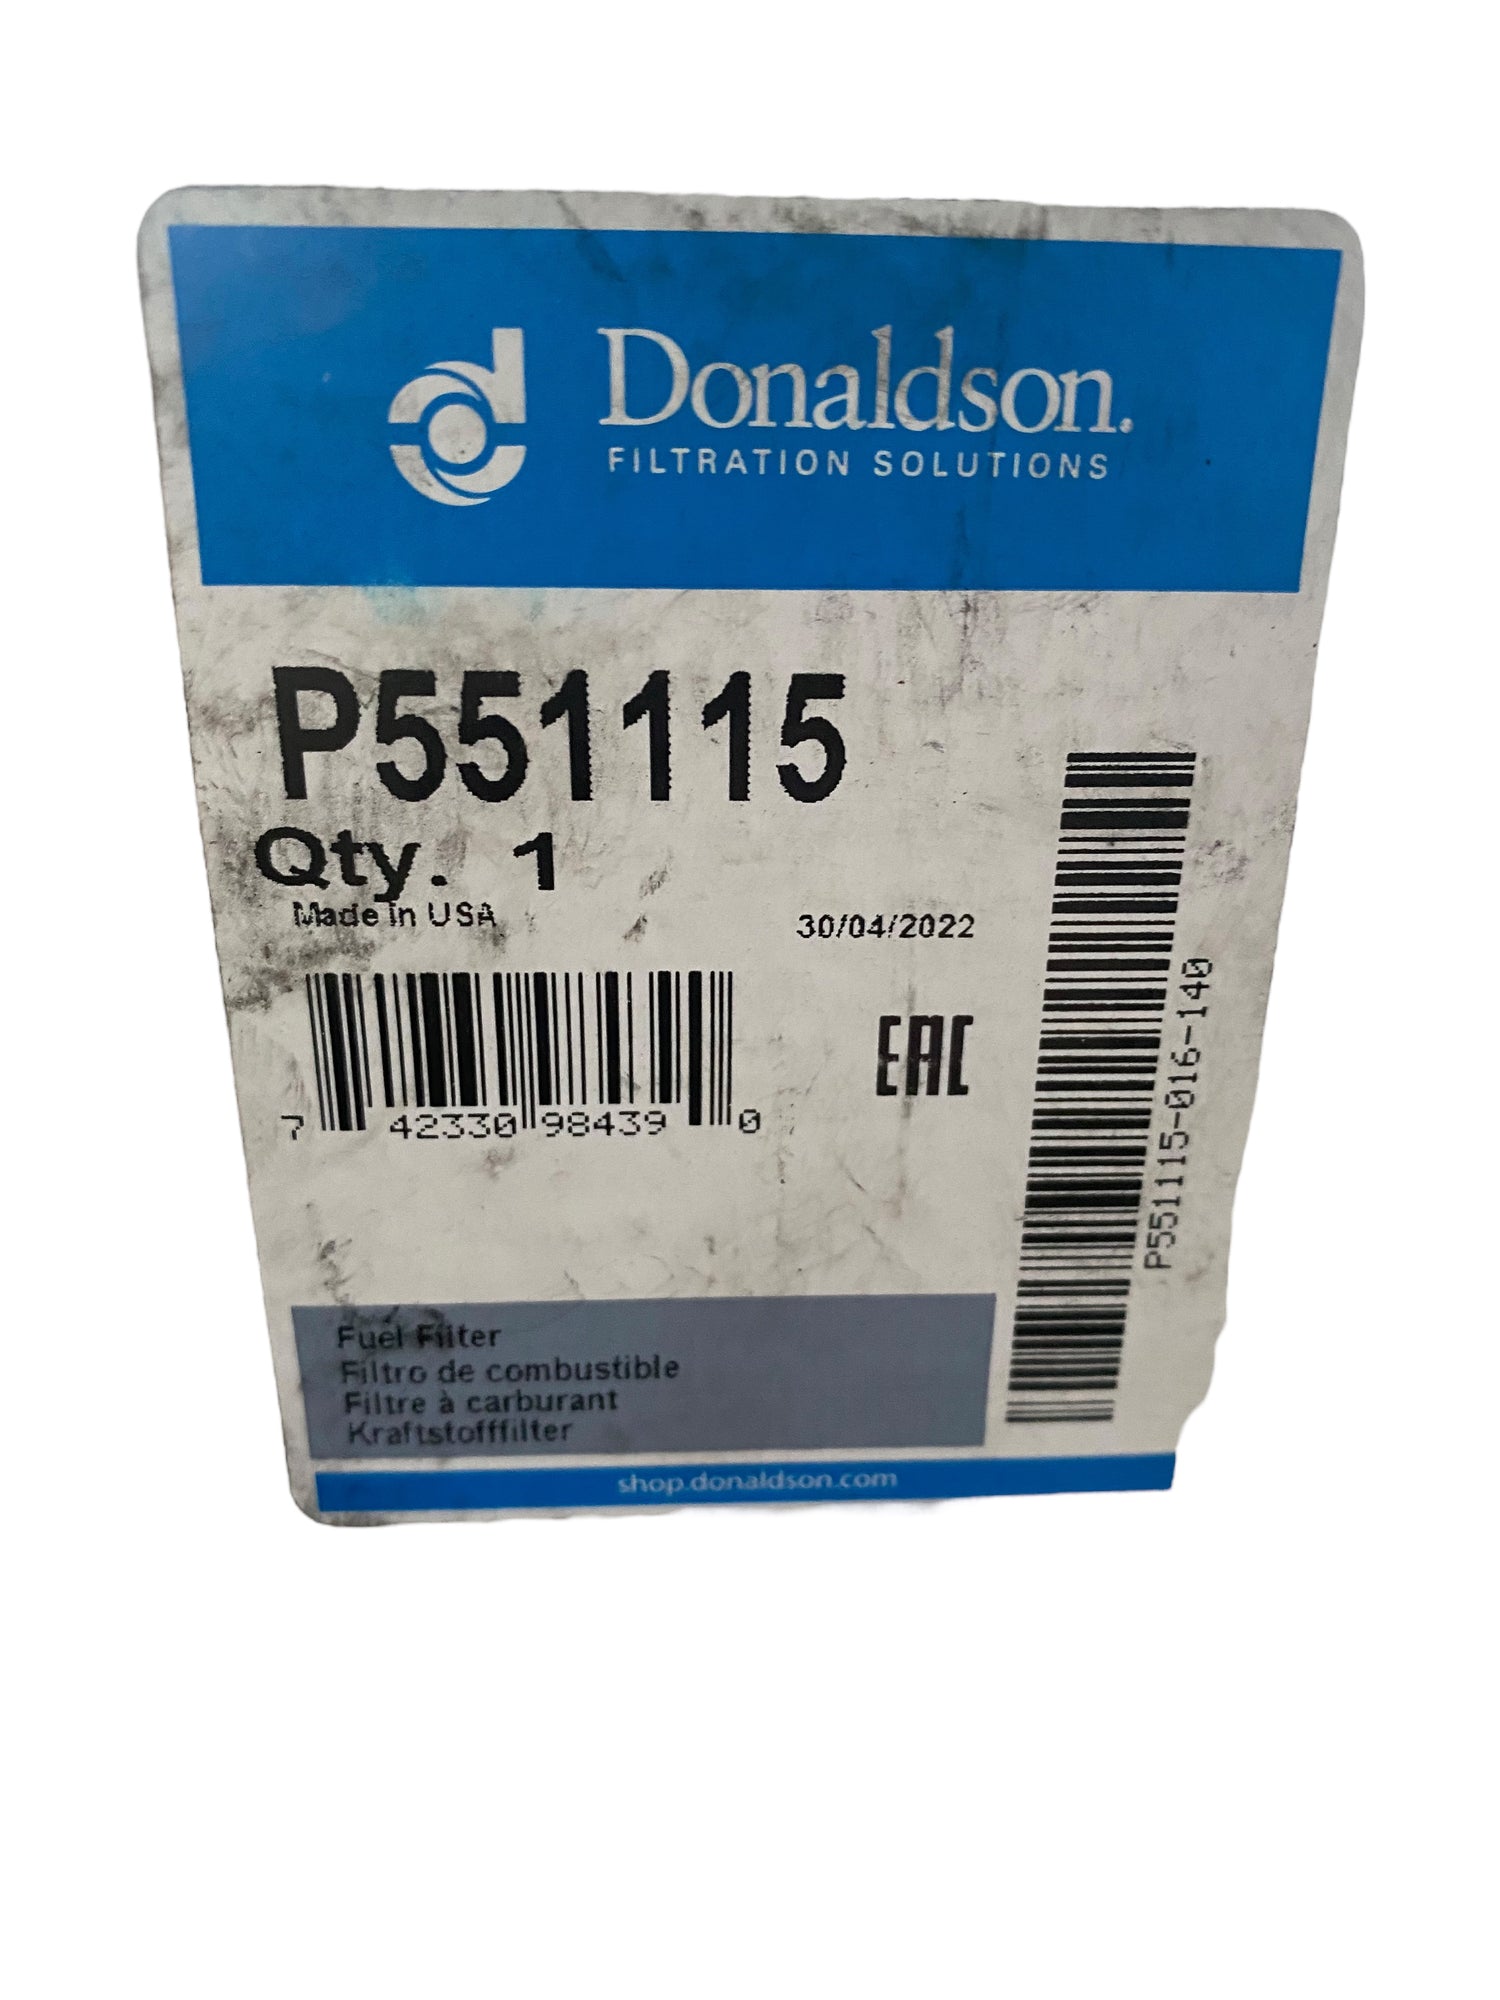 Donaldson.
FILTRATION SOLUTIONS
P551115
Qty. 1
Made in USA
30/04/2022
7 42330 98439 0
EAC
P551115-016-140
Fuel Filter
Filtro de combustible
Filtre à carburant
Kraftstofffilter
shop.donaldson.com